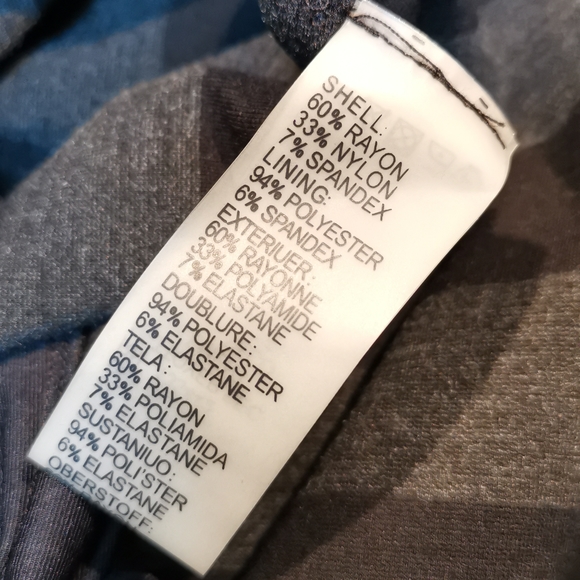 SHELL:
60% RAYON
33% NYLON
7% SPANDEX
LINING:
94% POLYESTER
6% SPANDEX
EXTERIUER:
60% RAYONNE
33% POLYAMIDE
7% ELASTANE
DOUBLURE:
94% POLYESTER
6% ELASTANE
TELA:
60% RAYON
33% POLIAMIDA
7% ELASTANE
SUSTANIUO:
94% POLI'STER
6% ELASTANE
OBERSTOFF: